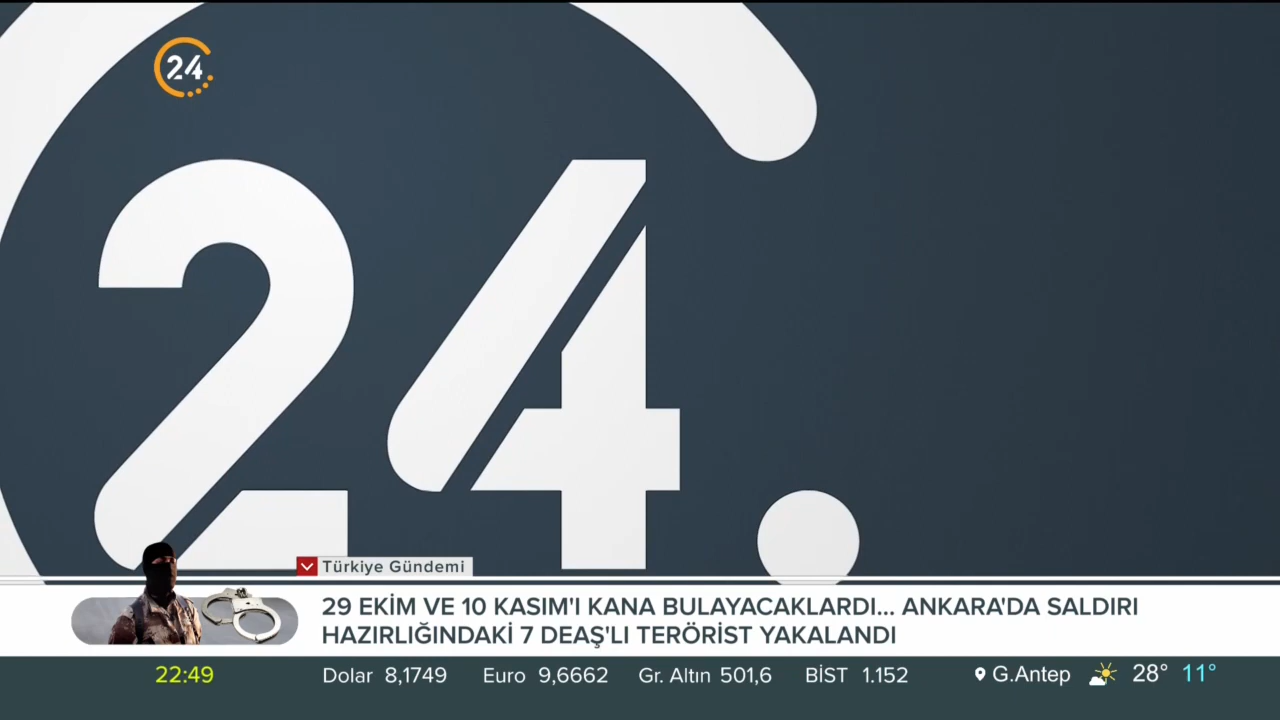 24
24.
Türkiye Gündemi
29 EKİM VE 10 KASIM'I KANA BULAYACAKLARDI... ANKARA'DA SALDIRI
HAZIRLIĞINDAKİ 7 DEAŞ'LI TERÖRİST YAKALANDI
22:49 Dolar 8,1749 Euro 9,6662 Gr. Altın 501,6 BİST 1.152 G.Antep 28° 11°